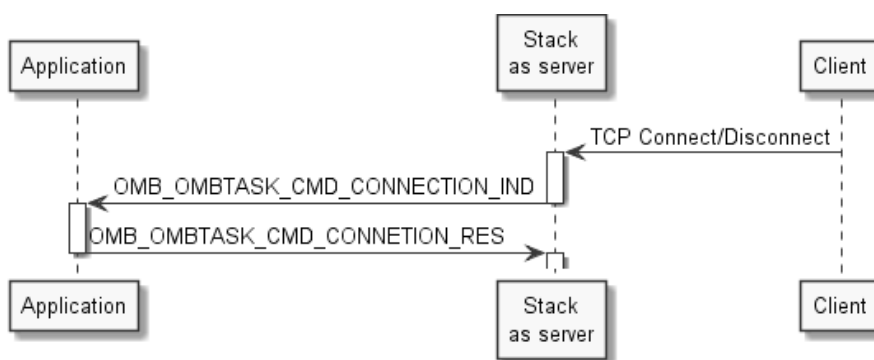 Application
Stack
as server
Client
TCP Connect/Disconnect
OMB_OMBTASK_CMD_CONNECTION_IND
OMB_OMBTASK_CMD_CONNETION_RES
Application
Stack
as server
Client